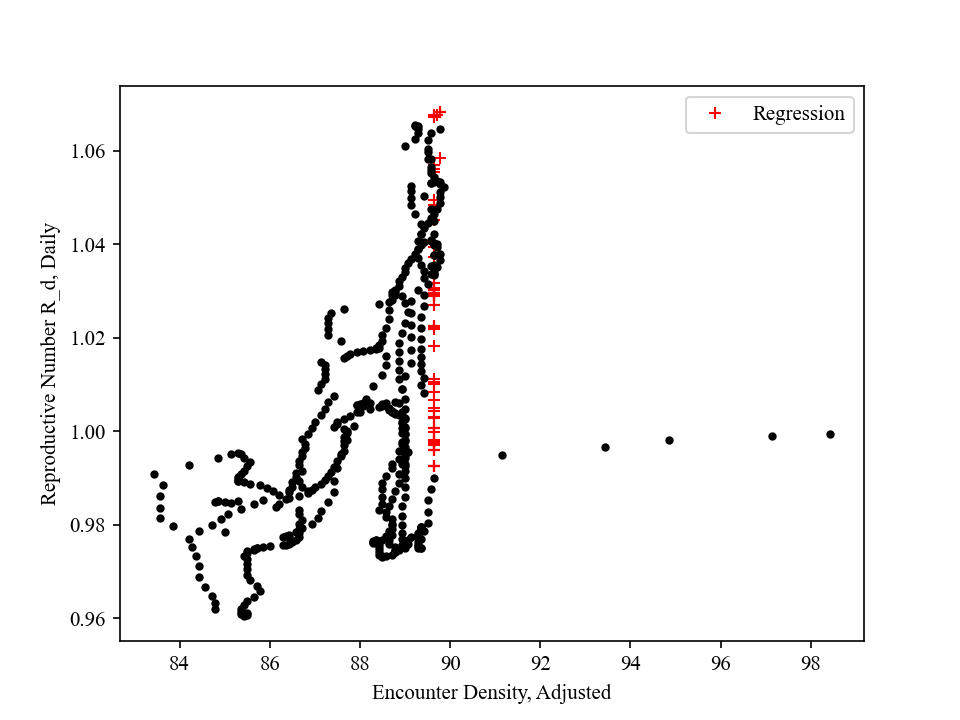 Regression
1.06
1.04
1.02
1.00
0.98
0.96
Reproductive Number R_d, Daily
84 86 88 90 92 94 96 98
Encounter Density, Adjusted